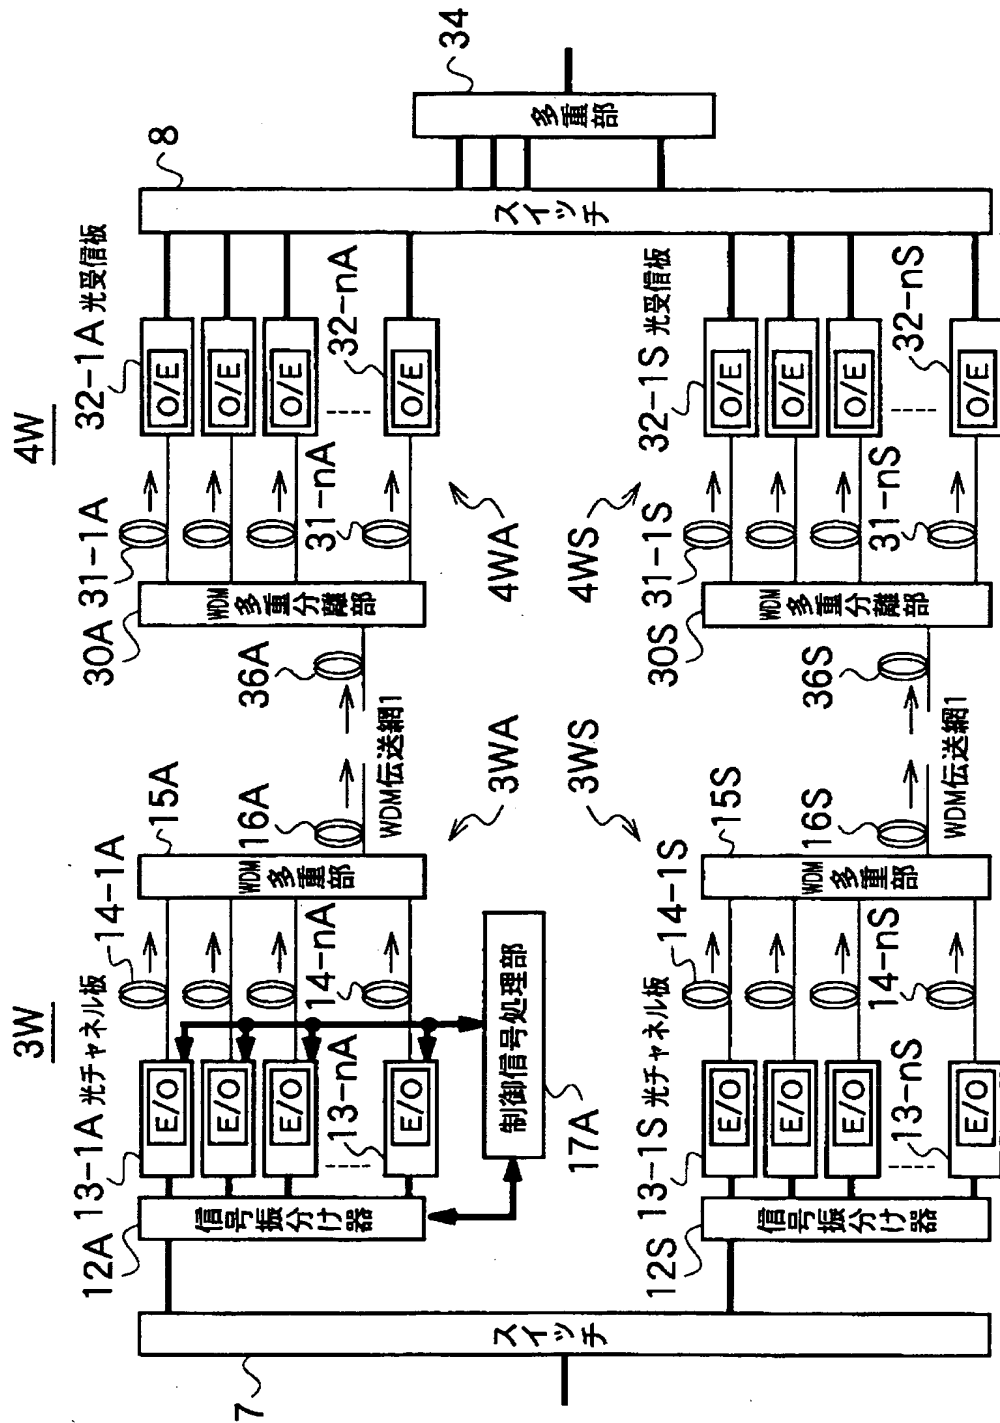 3W
4W
7
スイッチ
12A
信号振分け器
13-1A 光チャネル板
E/O
E/O
E/O
13-nA
E/O
14-1A
14-nA
15A
WDM
多重部
16A
WDM伝送網1
36A
30A
WDM
多重分離部
31-1A
31-nA
32-1A 光受信板
O/E
O/E
O/E
32-nA
O/E
8
スイッチ
34
多重部
制御信号処理部
17A
3WA
4WA
3WS
4WS
12S
信号振分け器
13-1S 光チャネル板
E/O
E/O
E/O
13-nS
E/O
14-1S
14-nS
15S
WDM
多重部
16S
WDM伝送網1
36S
30S
WDM
多重分離部
31-1S
31-nS
32-1S 光受信板
O/E
O/E
O/E
32-nS
O/E